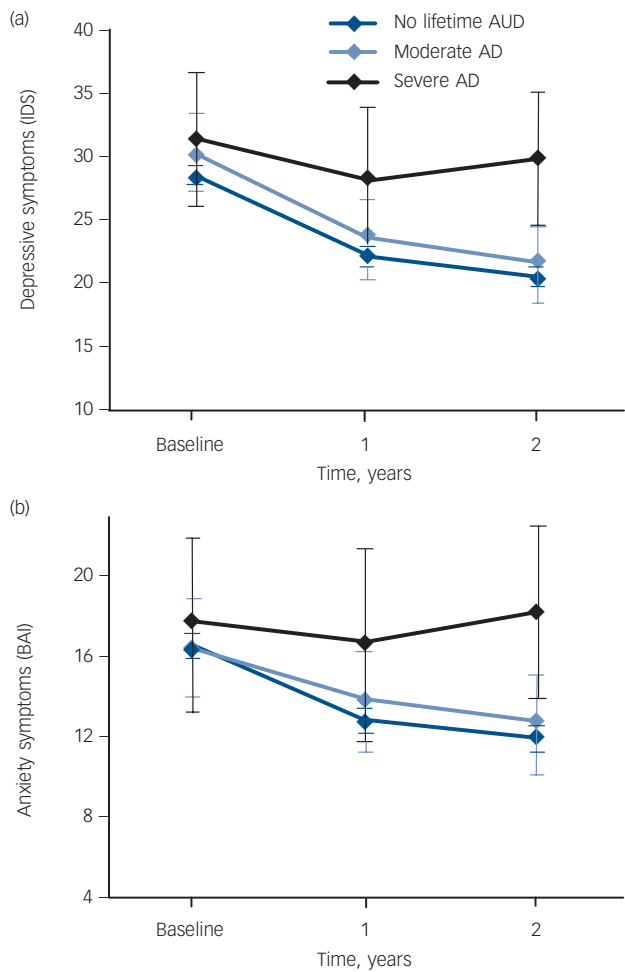 (a)
No lifetime AUD
Moderate AD
Severe AD
Depressive symptoms (IDS)
40
35
30
25
20
15
10
Baseline
1
2
Time, years
(b)
Anxiety symptoms (BAI)
20
16
12
8
4
Baseline
1
2
Time, years